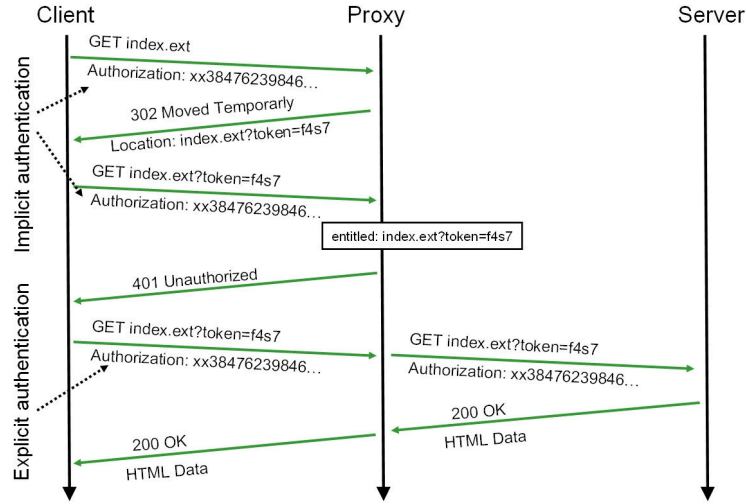 Client
Proxy
Server
Implicit authentication
GET index.ext
Authorization: xx38476239846…
302 Moved Temporarly
Location: index.ext?token=f4s7
GET index.ext?token=f4s7
Authorization: xx38476239846…
entitled: index.ext?token=f4s7
Explicit authentication
401 Unauthorized
GET index.ext?token=f4s7
Authorization: xx38476239846…
GET index.ext?token=f4s7
Authorization: xx38476239846…
200 OK
HTML Data
200 OK
HTML Data